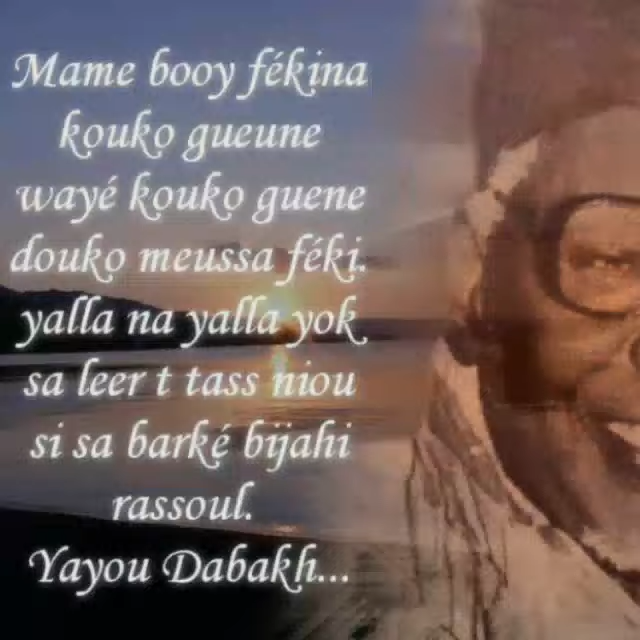 Mame booy fékina
kouko gueune
wayé kouko guene
douko meussa féki.
yalla na yalla yok
sa leer t tass niou
si sa barké bijahi
rassoul.
Yayou Dabakh...